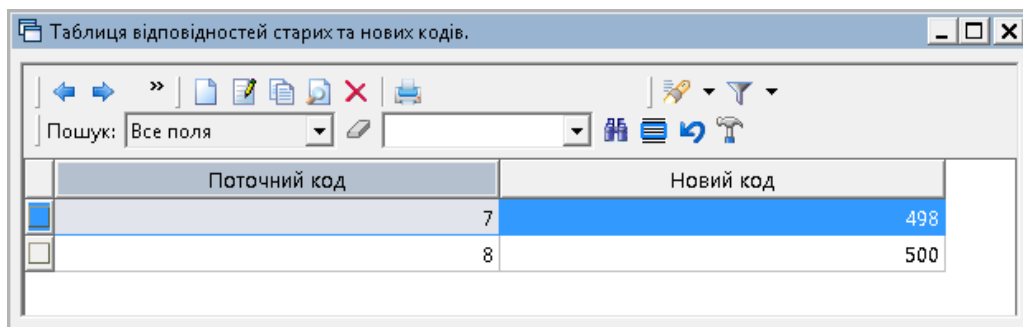 Таблиця відповідностей старих та нових кодів.
Пошук: Все поля
Поточний код Новий код
7 498
8 500